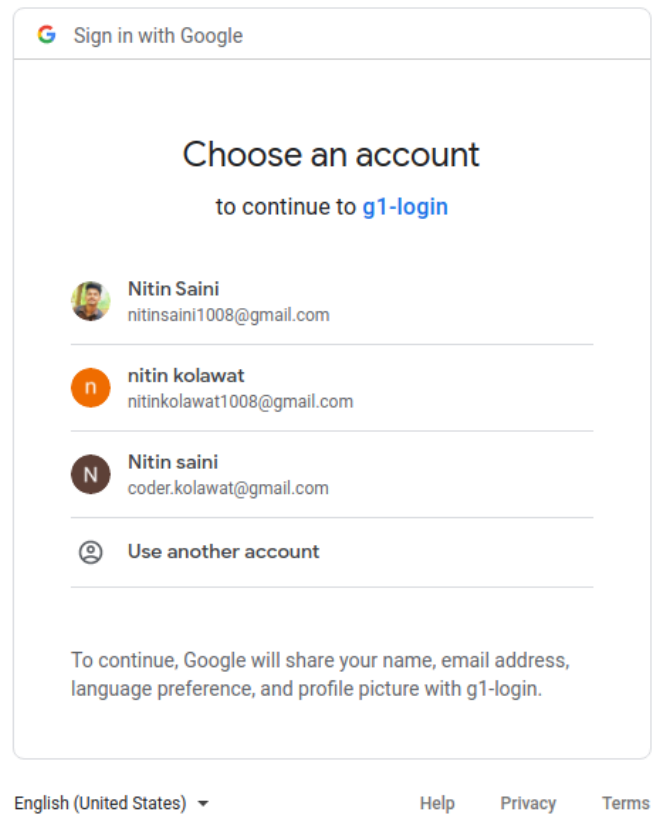 Sign in with Google
Choose an account
to continue to g1-login
Nitin Saini
nitinsaini1008@gmail.com
n
nitin kolawat
nitinkolawat1008@gmail.com
N
Nitin saini
coder.kolawat@gmail.com
Use another account
To continue, Google will share your name, email address,
language preference, and profile picture with g1-login.
English (United States) Help Privacy Terms